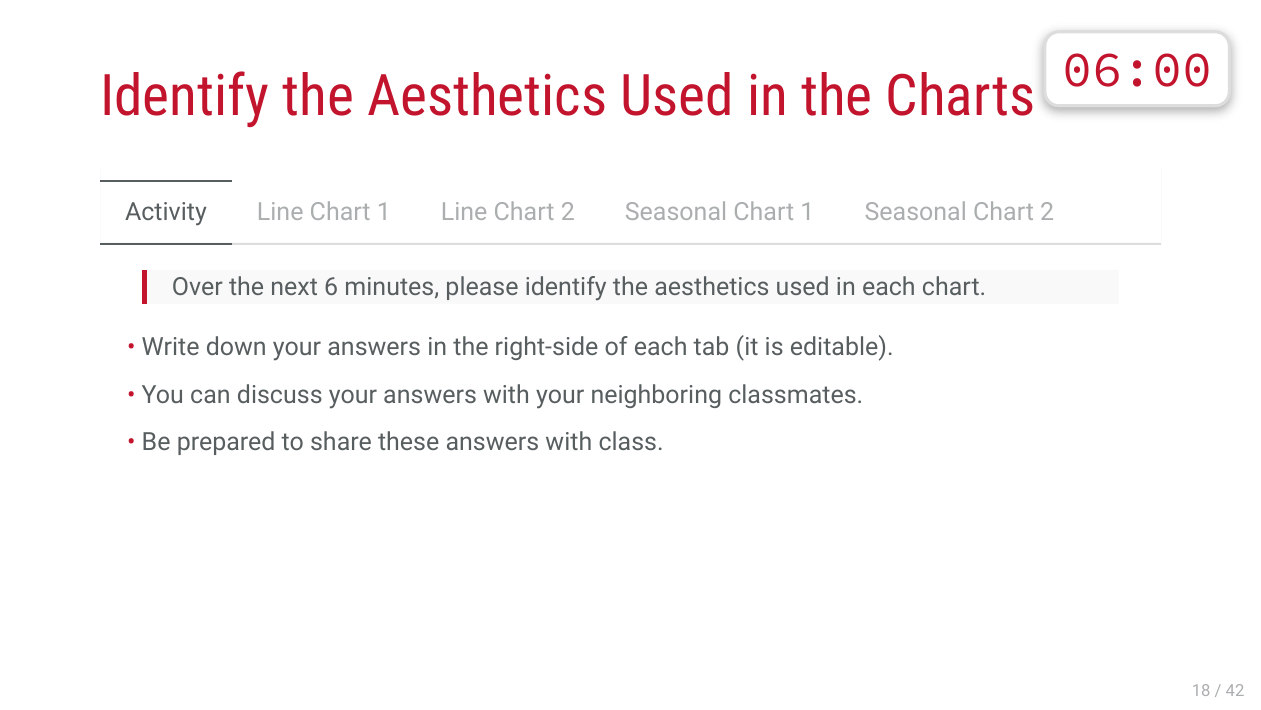 Identify the Aesthetics Used in the Charts
06:00
Activity
Line Chart 1
Line Chart 2
Seasonal Chart 1
Seasonal Chart 2
Over the next 6 minutes, please identify the aesthetics used in each chart.
• Write down your answers in the right-side of each tab (it is editable).
• You can discuss your answers with your neighboring classmates.
• Be prepared to share these answers with class.
18 / 42